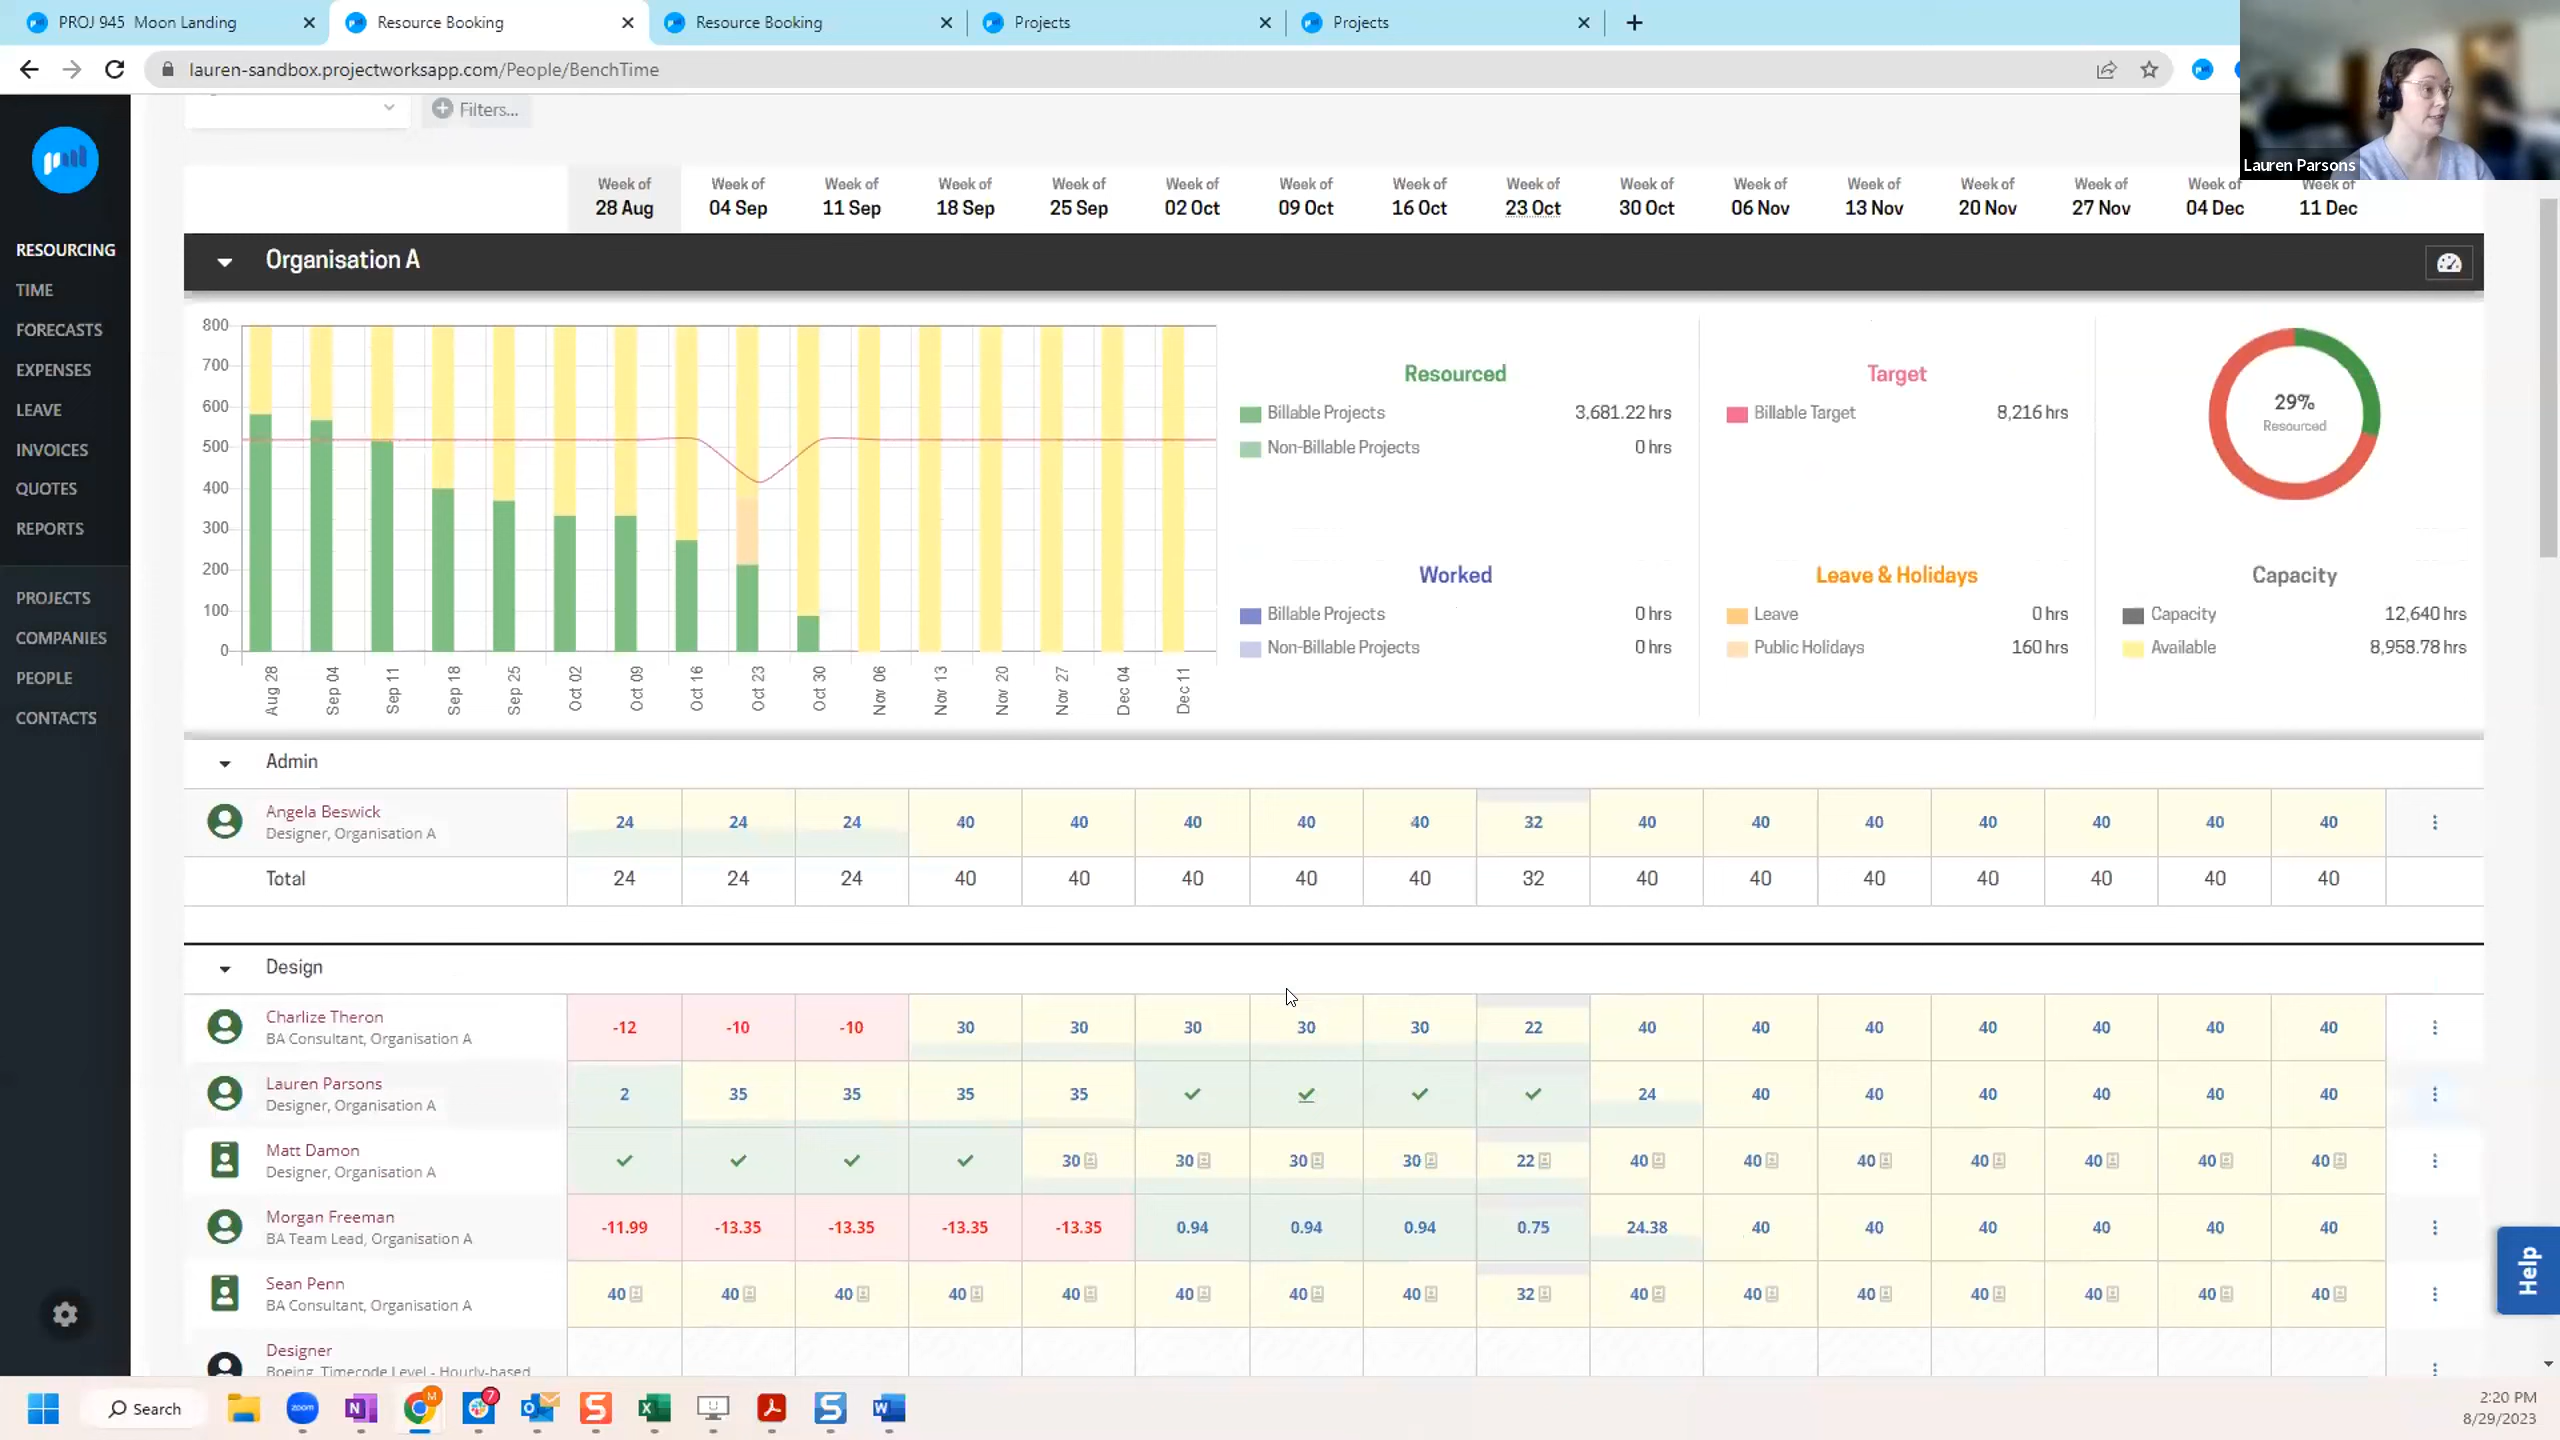 PROJ 945 Moon Landing
Resource Booking
Resource Booking
Projects
Projects
lauren-sandbox.projectworksapp.com/People/BenchTime
Lauren Parsons
RESOURCING
TIME
FORECASTS
EXPENSES
LEAVE
INVOICES
QUOTES
REPORTS
PROJECTS
COMPANIES
PEOPLE
CONTACTS
Filters...
Week of 28 Aug
Week of 04 Sep
Week of 11 Sep
Week of 18 Sep
Week of 25 Sep
Week of 02 Oct
Week of 09 Oct
Week of 16 Oct
Week of 23 Oct
Week of 30 Oct
Week of 06 Nov
Week of 13 Nov
Week of 20 Nov
Week of 27 Nov
Week of 04 Dec
Week of 11 Dec
Organisation A
800
700
600
500
400
300
200
100
0
Aug 28
Sep 04
Sep 11
Sep 18
Sep 25
Oct 02
Oct 09
Oct 16
Oct 23
Oct 30
Nov 06
Nov 13
Nov 20
Nov 27
Dec 04
Dec 11
Resourced
Billable Projects 3,681.22 hrs
Non-Billable Projects 0 hrs
Target
Billable Target 8,216 hrs
29%
Resourced
Worked
Billable Projects 0 hrs
Non-Billable Projects 0 hrs
Leave & Holidays
Leave 0 hrs
Public Holidays 160 hrs
Capacity
Capacity 12,640 hrs
Available 8,958.78 hrs
Admin
Angela Beswick
Designer, Organisation A
24 24 24 40 40 40 40 40 32 40 40 40 40 40 40 40
Total 24 24 24 40 40 40 40 40 32 40 40 40 40 40 40 40
Design
Charlize Theron
BA Consultant, Organisation A
-12 -10 -10 30 30 30 30 30 22 40 40 40 40 40 40 40
Lauren Parsons
Designer, Organisation A
2 35 35 35 35 24 40 40 40 40 40 40
Matt Damon
Designer, Organisation A
30 30 30 30 22 40 40 40 40 40 40 40
Morgan Freeman
BA Team Lead, Organisation A
-11.99 -13.35 -13.35 -13.35 -13.35 0.94 0.94 0.94 0.75 24.38 40 40 40 40 40 40
Sean Penn
BA Consultant, Organisation A
40 40 40 40 40 40 40 40 32 40 40 40 40 40 40 40
Designer
Boeing, Timecode Level - Hourly-based
Help
Search
zoom
M
7
2:20 PM
8/29/2023